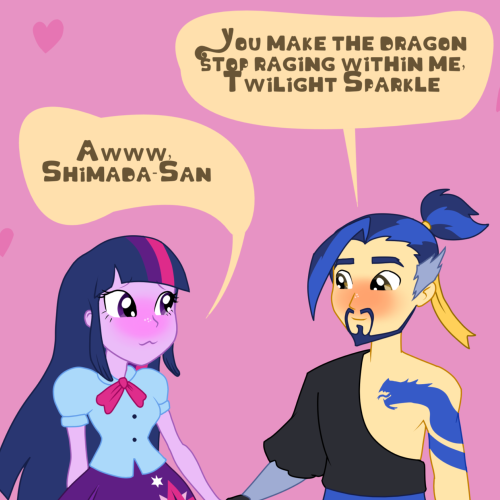 You make the dragon
stop raging within me,
Twilight Sparkle
Awww,
Shimada-San